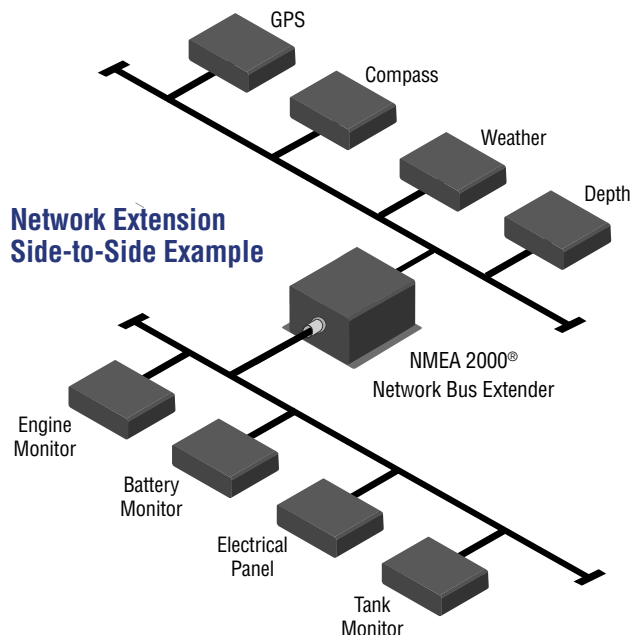 GPS
Compass
Weather
Depth
Network Extension
Side-to-Side Example
NMEA 2000®
Network Bus Extender
Engine
Monitor
Battery
Monitor
Electrical
Panel
Tank
Monitor